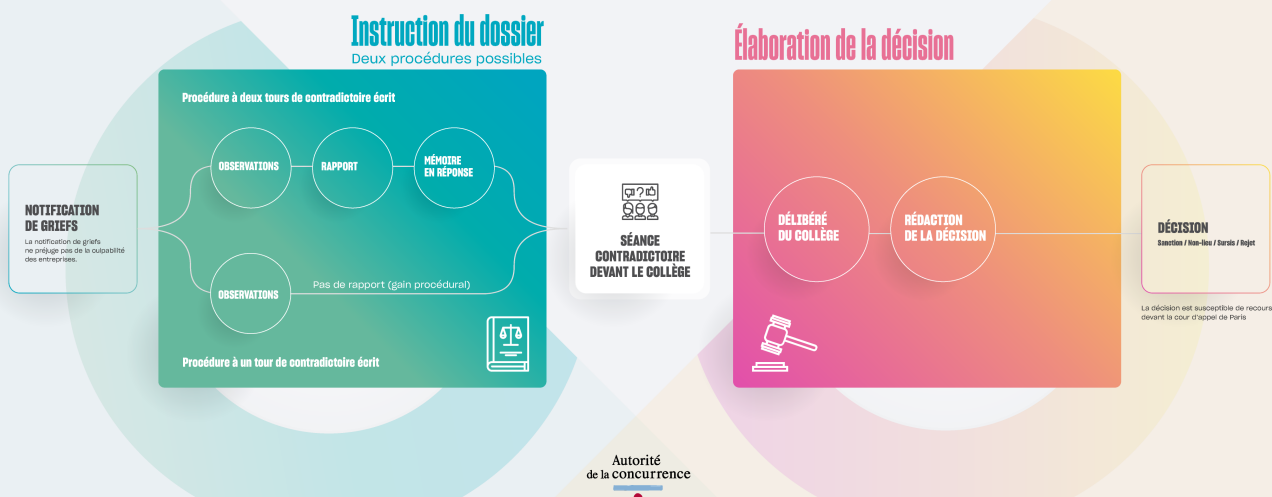 Instruction du dossier
Deux procédures possibles
Procédure à deux tours de contradictoire écrit
OBSERVATIONS
RAPPORT
MÉMOIRE
EN RÉPONSE
NOTIFICATION
DE GRIEFS
La notification de griefs
ne préjuge pas de la culpabilité
des entreprises.
OBSERVATIONS
Pas de rapport (gain procédural)
Procédure à un tour de contradictoire écrit
?
SÉANCE
CONTRADICTOIRE
DEVANT LE COLLÈGE
Élaboration de la décision
DÉLIBÉRÉ
DU COLLÈGE
RÉDACTION
DE LA DÉCISION
DÉCISION
Sanction / Non-lieu / Sursis / Rejet
La décision est susceptible de recours
devant la cour d'appel de Paris
Autorité
de la concurrence